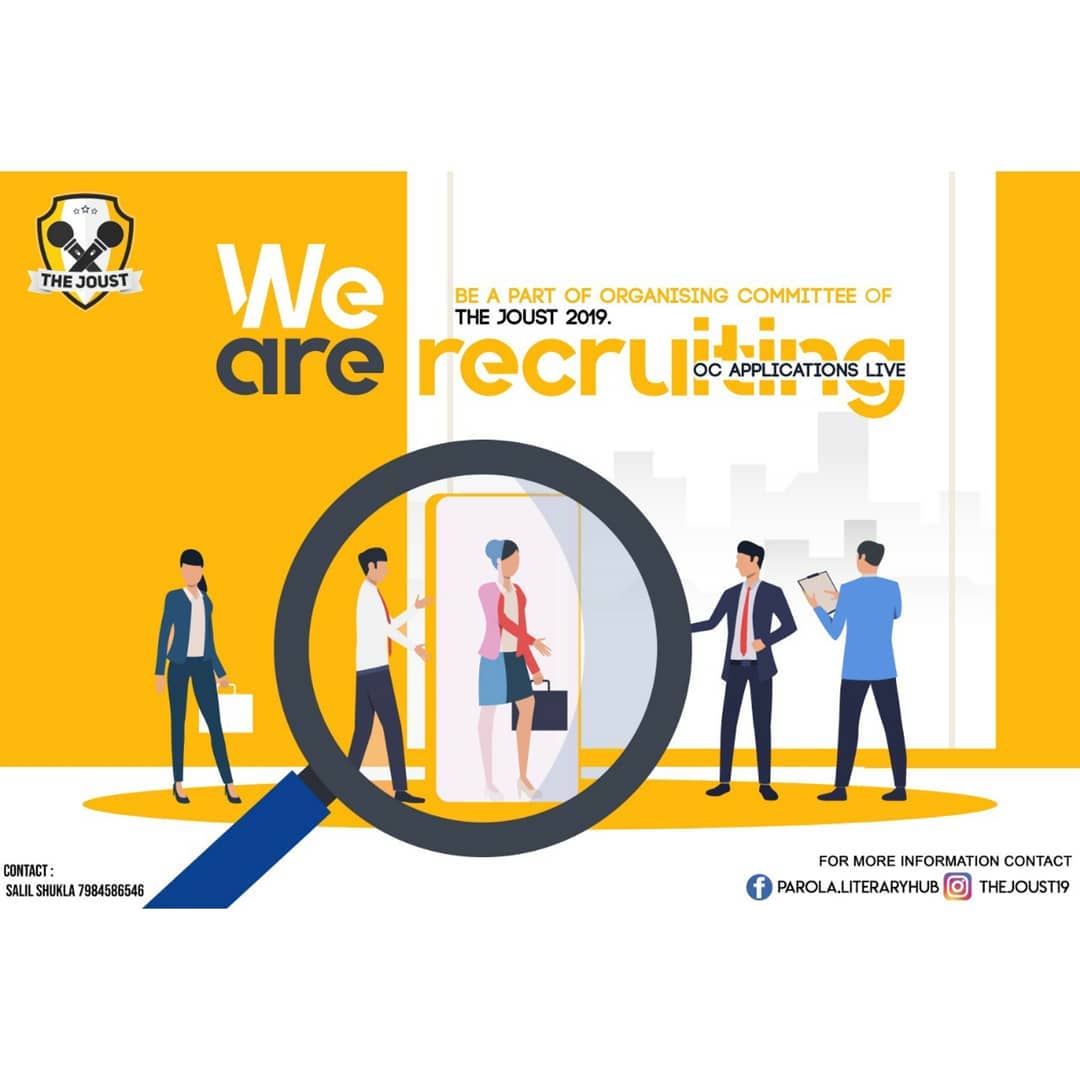 THE JOUST
We
are recruiting
BE A PART OF ORGANISING COMMITTEE OF
THE JOUST 2019.
OC APPLICATIONS LIVE
CONTACT :
SALIL SHUKLA 7984586546
FOR MORE INFORMATION CONTACT
PAROLA.LITERARYHUB THEJOUST19